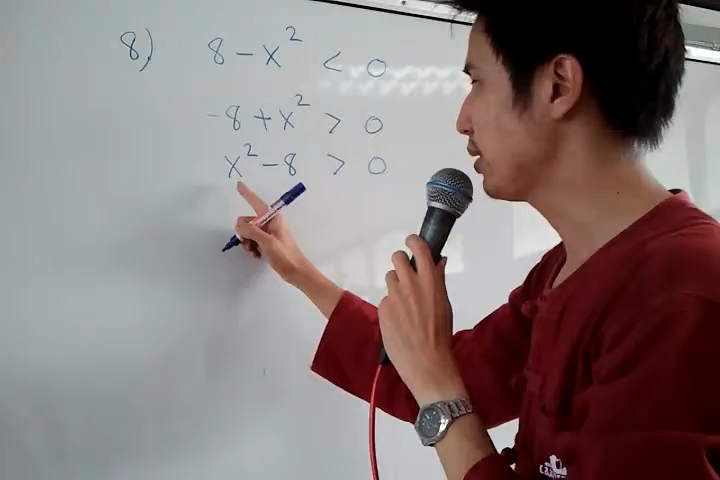 8) 8 - x² < 0
-8 + x² > 0
x² - 8 > 0